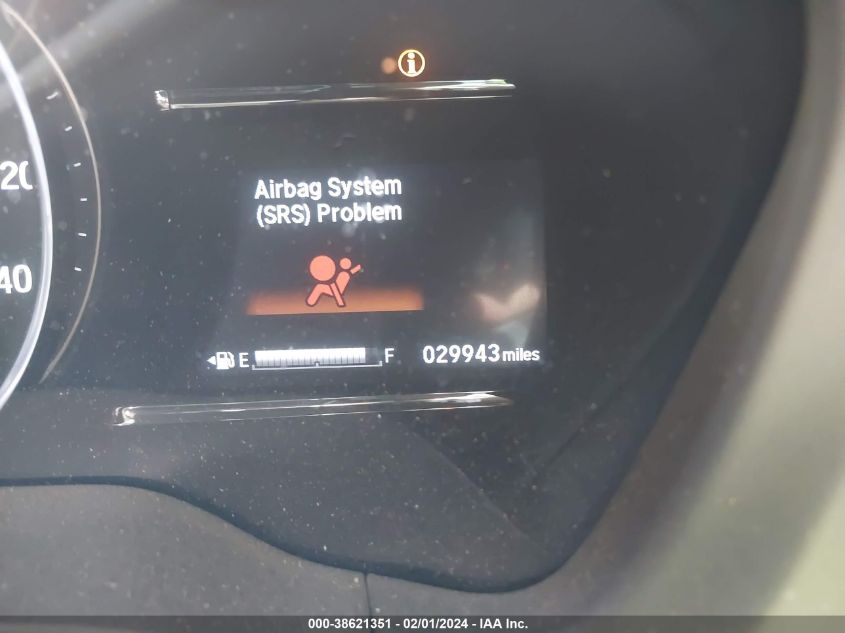 20
40
Airbag System
(SRS) Problem
E F 029943 miles
000-38621351 - 02/01/2024 - IAA Inc.